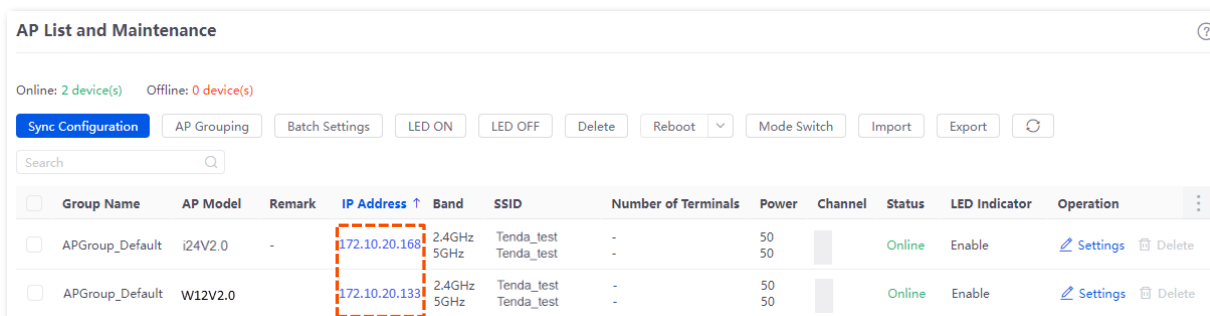 AP List and Maintenance
?
Online: 2 device(s) Offline: 0 device(s)
Sync Configuration AP Grouping Batch Settings LED ON LED OFF Delete Reboot Mode Switch Import Export
Search
Group Name AP Model Remark IP Address ↑ Band SSID Number of Terminals Power Channel Status LED Indicator Operation
APGroup_Default i24V2.0 - 172.10.20.168 2.4GHz Tenda_test - 50 Online Enable Settings Delete
5GHz Tenda_test - 50
APGroup_Default W12V2.0 172.10.20.133 2.4GHz Tenda_test - 50 Online Enable Settings Delete
5GHz Tenda_test - 50